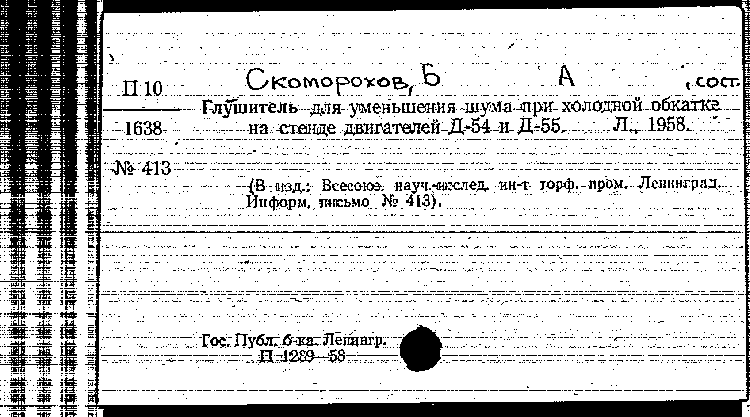 Скоморохов, Б А , сост.
П 10
1638
№ 413
Глушитель для уменьшения шума при холодной обкатке
на стенде двигателей Д-54 и Д-55. Л., 1958.
(В изд.: Всесоюз. науч.-исслед. ин-т торф. пром. Ленинград.
Информ. письмо № 413).
Гос. Публ. б-ка. Ленингр.
П 4289—58